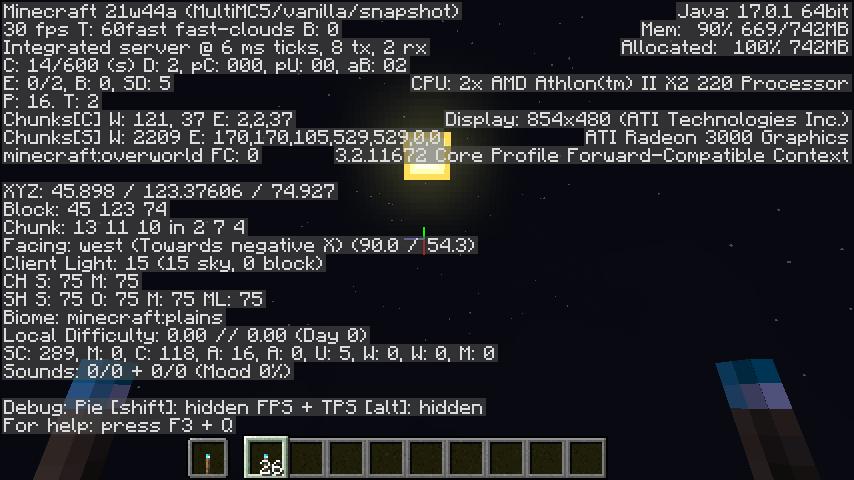 Minecraft 21w44a (MultiMC5/vanilla/snapshot)
30 fps T: 60fast fast-clouds B: 0
Integrated server @ 6 ms ticks, 8 tx, 2 rx
C: 14/600 (s) D: 2, pC: 000, pU: 00, aB: 02
E: 0/2, B: 0, SD: 5
P: 16. T: 2
Chunks[C] W: 121, 37 E: 2,2,37
Chunks[S] W: 2209 E: 170,170,105,529,529,0,0
minecraft:overworld FC: 0
Java: 17.0.1 64bit
Mem: 90% 669/742MB
Allocated: 100% 742MB
CPU: 2x AMD Athlon(tm) II X2 220 Processor
Display: 854x480 (ATI Technologies Inc.)
ATI Radeon 3000 Graphics
3.2.11672 Core Profile Forward-Compatible Context
XYZ: 45.898 / 123.37606 / 74.927
Block: 45 123 74
Chunk: 13 11 10 in 2 7 4
Facing: west (Towards negative X) (90.0 / 54.3)
Client Light: 15 (15 sky, 0 block)
CH S: 75 M: 75
SH S: 75 O: 75 M: 75 ML: 75
Biome: minecraft:plains
Local Difficulty: 0.00 // 0.00 (Day 0)
SC: 289, M: 0, C: 118, A: 16, A: 0, U: 5, W: 0, W: 0, M: 0
Sounds: 0/0 + 0/0 (Mood 0%)
Debug: Pie [shift]: hidden FPS + TPS [alt]: hidden
For help: press F3 + Q
26